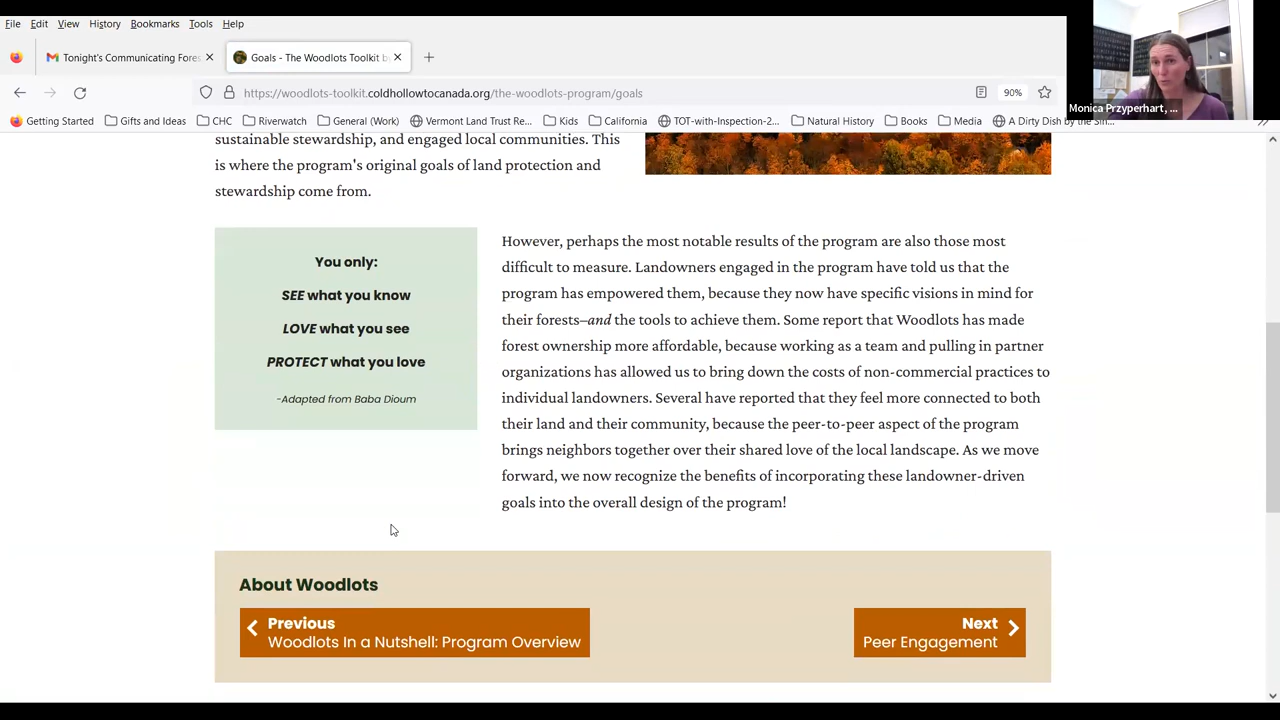 File Edit View History Bookmarks Tools Help
Tonight's Communicating Fores
Goals - The Woodlots Toolkit b
https://woodlots-toolkit.coldhollowtocanada.org/the-woodlots-program/goals
90%
Getting Started Gifts and Ideas CHC Riverwatch General (Work) Vermont Land Trust Re... Kids California TOT-with-Inspection-2... Natural History Books Media A Dirty Dish by the Sin...
Monica Przyperhart, ...
sustainable stewardship, and engaged local communities. This
is where the program's original goals of land protection and
stewardship come from.
You only:
SEE what you know
LOVE what you see
PROTECT what you love
-Adapted from Baba Dioum
However, perhaps the most notable results of the program are also those most
difficult to measure. Landowners engaged in the program have told us that the
program has empowered them, because they now have specific visions in mind for
their forests–and the tools to achieve them. Some report that Woodlots has made
forest ownership more affordable, because working as a team and pulling in partner
organizations has allowed us to bring down the costs of non-commercial practices to
individual landowners. Several have reported that they feel more connected to both
their land and their community, because the peer-to-peer aspect of the program
brings neighbors together over their shared love of the local landscape. As we move
forward, we now recognize the benefits of incorporating these landowner-driven
goals into the overall design of the program!
About Woodlots
Previous
Woodlots In a Nutshell: Program Overview
Next
Peer Engagement